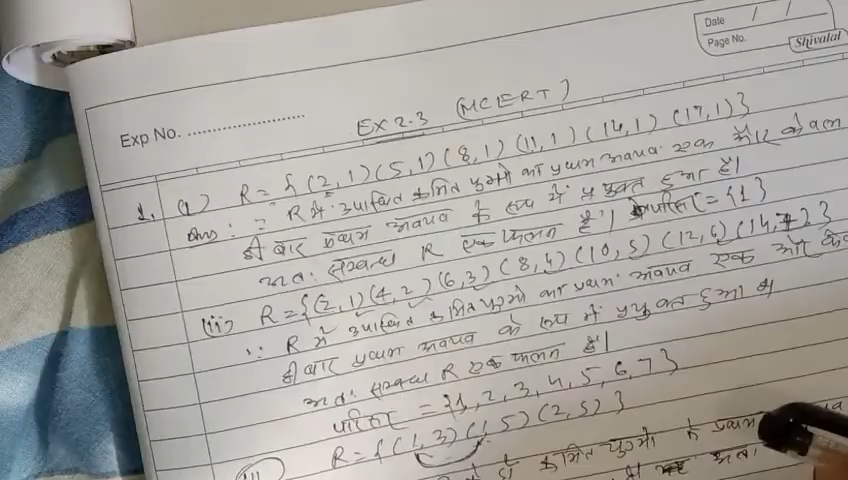 Date / /
Page No.
Shivalal
Exp No.
Ex 2.3 (NCERT)
1. (i) R = {(2,1)(5,1)(8,1)(11,1)(14,1)(17,1)}
Ans: ∵ R में उपस्थित क्रमित युग्मो का प्रथम अवयव एक और केवल
ही बार प्रथम अवयव के रूप में प्रयुक्त हुआ है।
अतः सम्बन्ध R एक फलन है। परिसर = {1}
(ii) R = {(2,1)(4,2)(6,3)(8,4)(10,5)(12,6)(14,7)}
∵ R में उपस्थित क्रमित युग्मो का प्रथम अवयव एक और
ही बार प्रथम अवयव के रूप में प्रयुक्त हुआ
अतः सम्बन्ध R एक फलन है।
परिसर = {1, 2, 3, 4, 5, 6, 7}
(iii) R = {(1,3)(1,5)(2,5)}
क्रमित युग्मो के प्रथम